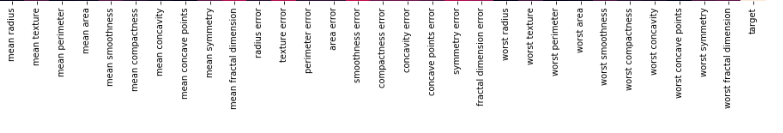 mean radius
mean texture
mean perimeter
mean area
mean smoothness
mean compactness
mean concavity
mean concave points
mean symmetry
mean fractal dimension
radius error
texture error
perimeter error
area error
smoothness error
compactness error
concavity error
concave points error
symmetry error
fractal dimension error
worst radius
worst texture
worst perimeter
worst area
worst smoothness
worst compactness
worst concavity
worst concave points
worst symmetry
worst fractal dimension
target